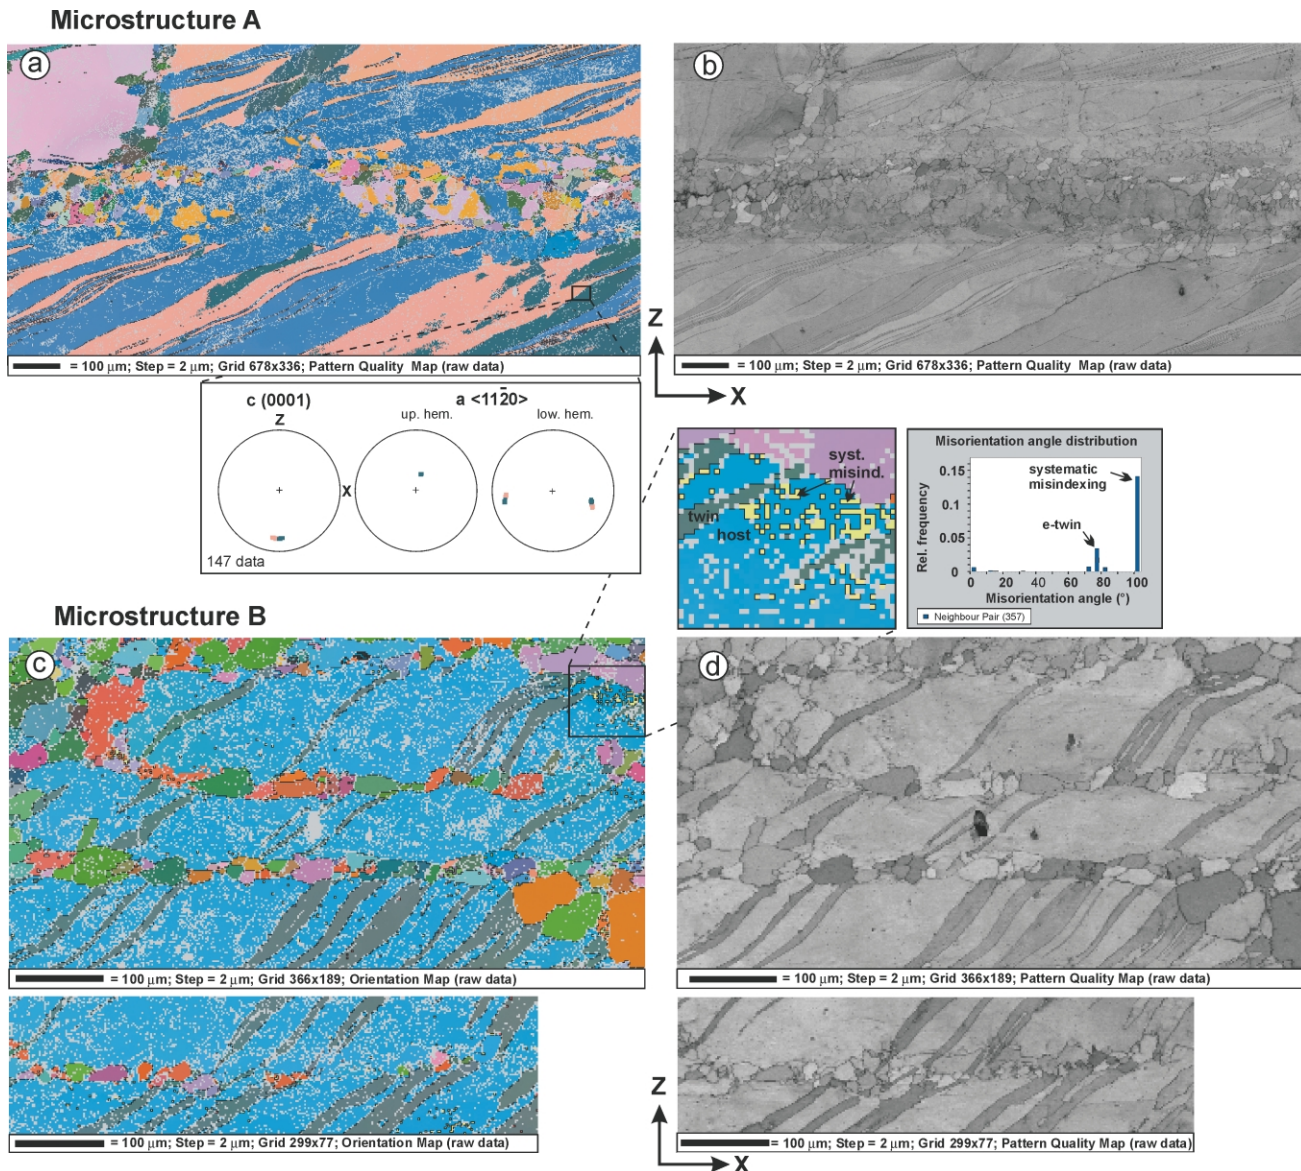 Microstructure A
a
b
= 100 µm; Step = 2 µm; Grid 678x336; Pattern Quality Map (raw data)
Z
X
= 100 µm; Step = 2 µm; Grid 678x336; Pattern Quality Map (raw data)
c (0001)
a <112̄0>
Z
up. hem.
low. hem.
X
147 data
syst.
misind.
twin
host
Misorientation angle distribution
Rel. frequency
0.15
0.1
0.05
0
systematic
misindexing
e-twin
0 20 40 60 80 100
Misorientation angle (°)
Neighbour Pair (357)
Microstructure B
c
d
= 100 µm; Step = 2 µm; Grid 366x189; Orientation Map (raw data)
= 100 µm; Step = 2 µm; Grid 366x189; Pattern Quality Map (raw data)
= 100 µm; Step = 2 µm; Grid 299x77; Orientation Map (raw data)
Z
X
= 100 µm; Step = 2 µm; Grid 299x77; Pattern Quality Map (raw data)